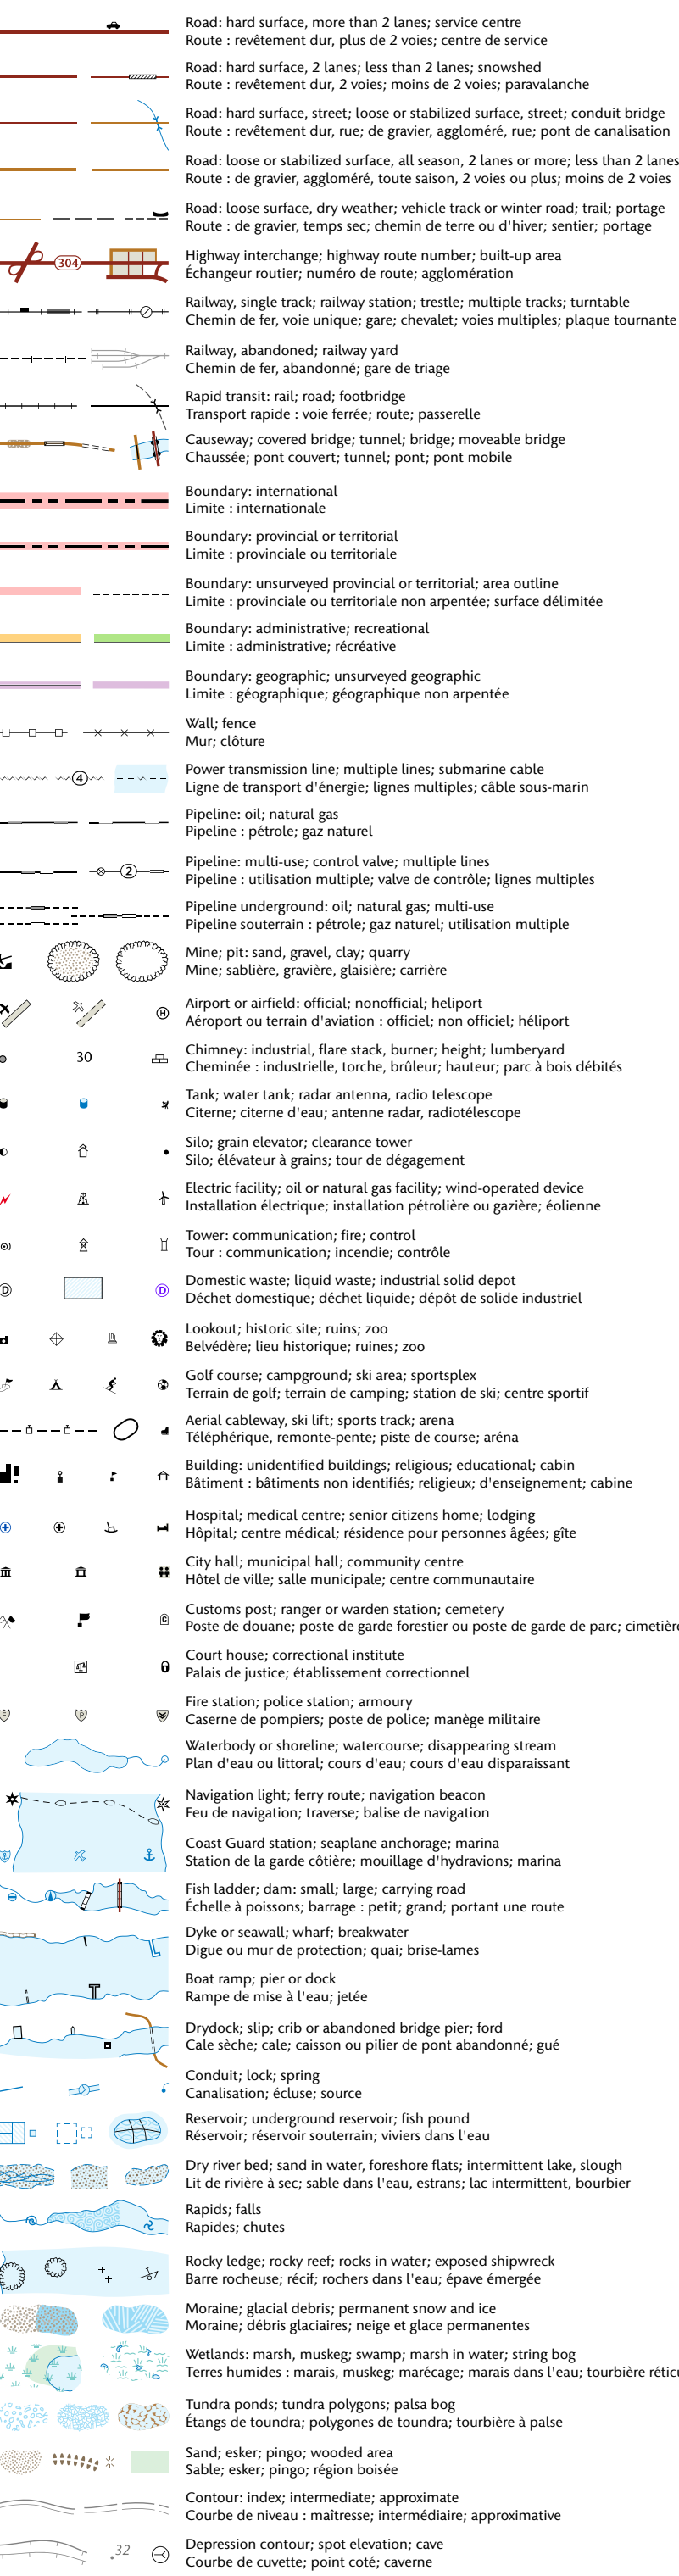 Road: hard surface, more than 2 lanes; service centre
Route : revêtement dur, plus de 2 voies; centre de service
Road: hard surface, 2 lanes; less than 2 lanes; snowshed
Route : revêtement dur, 2 voies; moins de 2 voies; paravalanche
Road: hard surface, street; loose or stabilized surface, street; conduit bridge
Route : revêtement dur, rue; de gravier, aggloméré, rue; pont de canalisation
Road: loose or stabilized surface, all season, 2 lanes or more; less than 2 lanes
Route : de gravier, aggloméré, toute saison, 2 voies ou plus; moins de 2 voies
Road: loose surface, dry weather; vehicle track or winter road; trail; portage
Route : de gravier, temps sec; chemin de terre ou d'hiver; sentier; portage
304
Highway interchange; highway route number; built-up area
Échangeur routier; numéro de route; agglomération
Railway, single track; railway station; trestle; multiple tracks; turntable
Chemin de fer, voie unique; gare; chevalet; voies multiples; plaque tournante
Railway, abandoned; railway yard
Chemin de fer, abandonné; gare de triage
Rapid transit: rail; road; footbridge
Transport rapide : voie ferrée; route; passerelle
Causeway; covered bridge; tunnel; bridge; moveable bridge
Chaussée; pont couvert; tunnel; pont; pont mobile
Boundary: international
Limite : internationale
Boundary: provincial or territorial
Limite : provinciale ou territoriale
Boundary: unsurveyed provincial or territorial; area outline
Limite : provinciale ou territoriale non arpentée; surface délimitée
Boundary: administrative; recreational
Limite : administrative; récréative
Boundary: geographic; unsurveyed geographic
Limite : géographique; géographique non arpentée
Wall; fence
Mur; clôture
4
Power transmission line; multiple lines; submarine cable
Ligne de transport d'énergie; lignes multiples; câble sous-marin
Pipeline: oil; natural gas
Pipeline : pétrole; gaz naturel
2
Pipeline: multi-use; control valve; multiple lines
Pipeline : utilisation multiple; valve de contrôle; lignes multiples
Pipeline underground: oil; natural gas; multi-use
Pipeline souterrain : pétrole; gaz naturel; utilisation multiple
Mine; pit: sand, gravel, clay; quarry
Mine; sablière, gravière, glaisière; carrière
H
Airport or airfield: official; nonofficial; heliport
Aéroport ou terrain d'aviation : officiel; non officiel; héliport
30
Chimney: industrial, flare stack, burner; height; lumberyard
Cheminée : industrielle, torche, brûleur; hauteur; parc à bois débités
Tank; water tank; radar antenna, radio telescope
Citerne; citerne d'eau; antenne radar, radiotélescope
Silo; grain elevator; clearance tower
Silo; élévateur à grains; tour de dégagement
Electric facility; oil or natural gas facility; wind-operated device
Installation électrique; installation pétrolière ou gazière; éolienne
Tower: communication; fire; control
Tour : communication; incendie; contrôle
D D
Domestic waste; liquid waste; industrial solid depot
Déchet domestique; déchet liquide; dépôt de solide industriel
Lookout; historic site; ruins; zoo
Belvédère; lieu historique; ruines; zoo
Golf course; campground; ski area; sportsplex
Terrain de golf; terrain de camping; station de ski; centre sportif
Aerial cableway, ski lift; sports track; arena
Téléphérique, remonte-pente; piste de course; aréna
Building: unidentified buildings; religious; educational; cabin
Bâtiment : bâtiments non identifiés; religieux; d'enseignement; cabine
Hospital; medical centre; senior citizens home; lodging
Hôpital; centre médical; résidence pour personnes âgées; gîte
City hall; municipal hall; community centre
Hôtel de ville; salle municipale; centre communautaire
C
Customs post; ranger or warden station; cemetery
Poste de douane; poste de garde forestier ou poste de garde de parc; cimetière
Court house; correctional institute
Palais de justice; établissement correctionnel
F P
Fire station; police station; armoury
Caserne de pompiers; poste de police; manège militaire
Waterbody or shoreline; watercourse; disappearing stream
Plan d'eau ou littoral; cours d'eau; cours d'eau disparaissant
Navigation light; ferry route; navigation beacon
Feu de navigation; traverse; balise de navigation
Coast Guard station; seaplane anchorage; marina
Station de la garde côtière; mouillage d'hydravions; marina
Fish ladder; dam: small; large; carrying road
Échelle à poissons; barrage : petit; grand; portant une route
Dyke or seawall; wharf; breakwater
Digue ou mur de protection; quai; brise-lames
Boat ramp; pier or dock
Rampe de mise à l'eau; jetée
Drydock; slip; crib or abandoned bridge pier; ford
Cale sèche; cale; caisson ou pilier de pont abandonné; gué
Conduit; lock; spring
Canalisation; écluse; source
Reservoir; underground reservoir; fish pound
Réservoir; réservoir souterrain; viviers dans l'eau
Dry river bed; sand in water, foreshore flats; intermittent lake, slough
Lit de rivière à sec; sable dans l'eau, estrans; lac intermittent, bourbier
Rapids; falls
Rapides; chutes
Rocky ledge; rocky reef; rocks in water; exposed shipwreck
Barre rocheuse; récif; rochers dans l'eau; épave émergée
Moraine; glacial debris; permanent snow and ice
Moraine; débris glaciaires; neige et glace permanentes
Wetlands: marsh, muskeg; swamp; marsh in water; string bog
Terres humides : marais, muskeg; marécage; marais dans l'eau; tourbière
Tundra ponds; tundra polygons; palsa bog
Étangs de toundra; polygones de toundra; tourbière à palse
Sand; esker; pingo; wooded area
Sable; esker; pingo; région boisée
Contour: index; intermediate; approximate
Courbe de niveau : maîtresse; intermédiaire; approximative
.32
Depression contour; spot elevation; cave
Courbe de cuvette; point coté; caverne